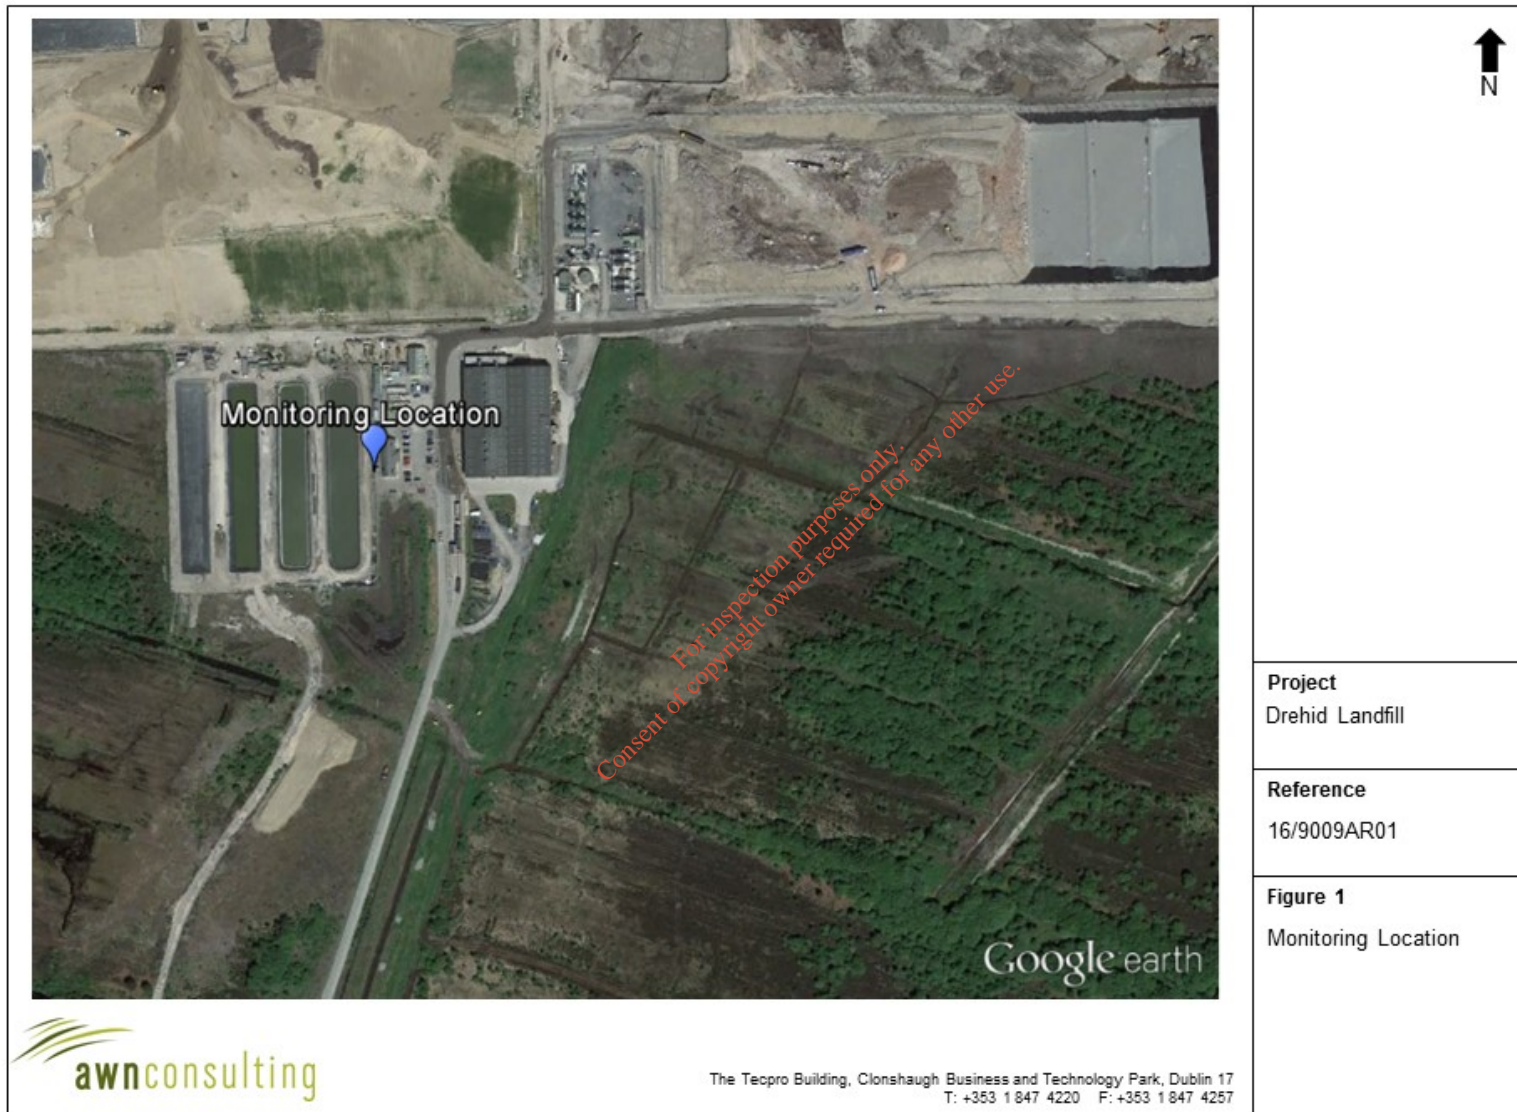 N
Monitoring Location
For inspection purposes only.
Consent of copyright owner required for any other use.
Google earth
Project
Drehid Landfill
Reference
16/9009AR01
Figure 1
Monitoring Location
awnconsulting
The Tecpro Building, Clonshaugh Business and Technology Park, Dublin 17
T: +353 1 847 4220 F: +353 1 847 4257